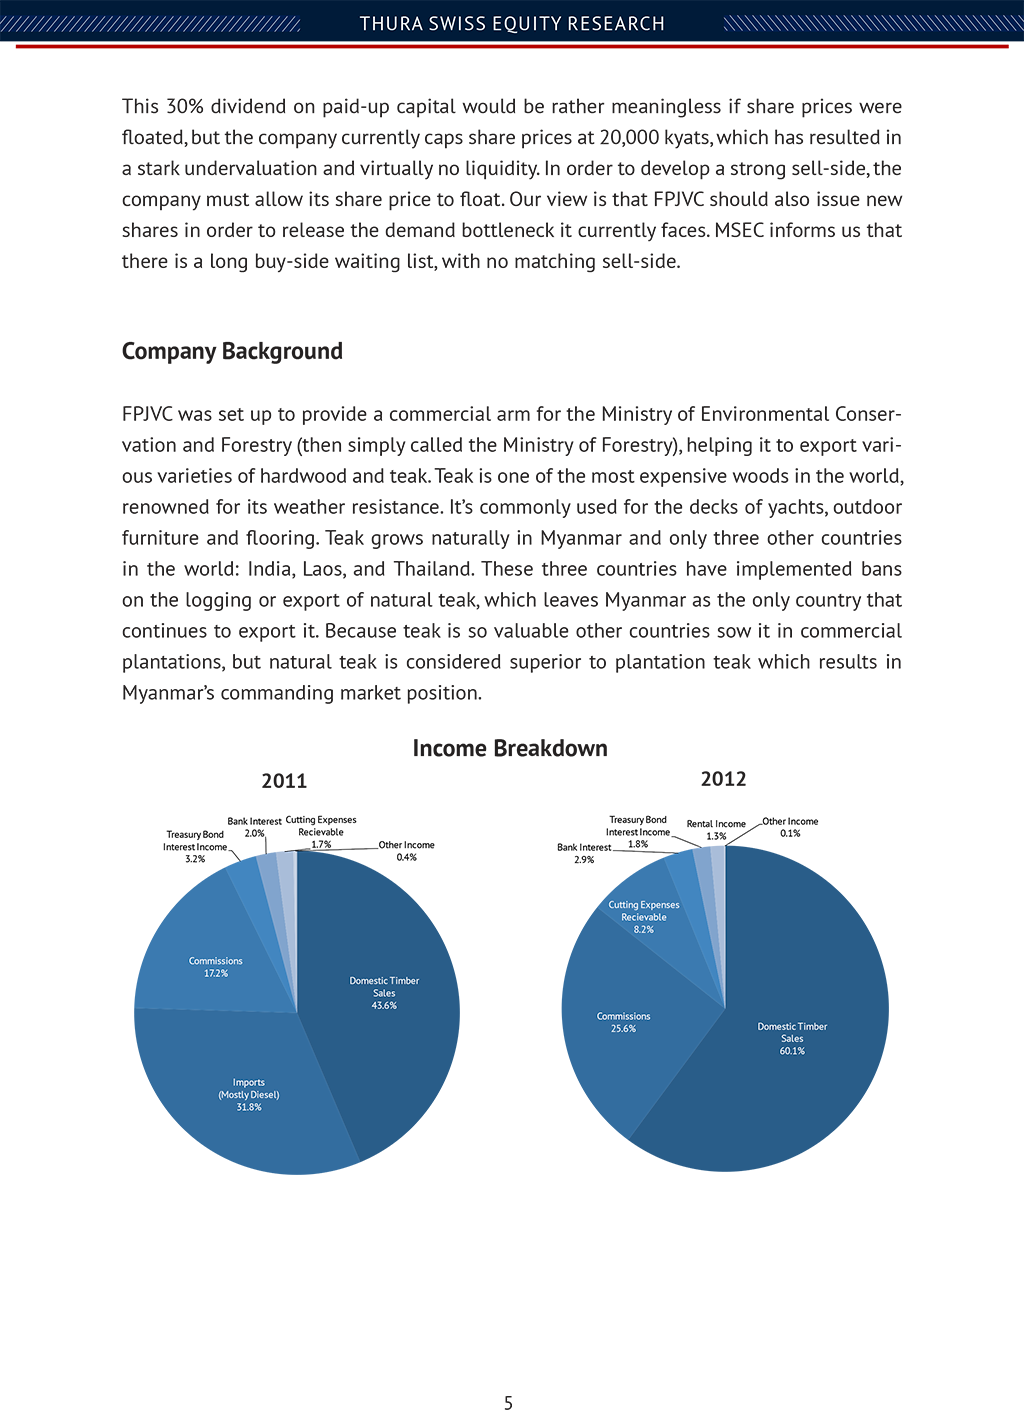 THURA SWISS EQUITY RESEARCH
This 30% dividend on paid-up capital would be rather meaningless if share prices were
floated, but the company currently caps share prices at 20,000 kyats, which has resulted in
a stark undervaluation and virtually no liquidity. In order to develop a strong sell-side, the
company must allow its share price to float. Our view is that FPJVC should also issue new
shares in order to release the demand bottleneck it currently faces. MSEC informs us that
there is a long buy-side waiting list, with no matching sell-side.
Company Background
FPJVC was set up to provide a commercial arm for the Ministry of Environmental Conser-
vation and Forestry (then simply called the Ministry of Forestry), helping it to export vari-
ous varieties of hardwood and teak. Teak is one of the most expensive woods in the world,
renowned for its weather resistance. It's commonly used for the decks of yachts, outdoor
furniture and flooring. Teak grows naturally in Myanmar and only three other countries
in the world: India, Laos, and Thailand. These three countries have implemented bans
on the logging or export of natural teak, which leaves Myanmar as the only country that
continues to export it. Because teak is so valuable other countries sow it in commercial
plantations, but natural teak is considered superior to plantation teak which results in
Myanmar's commanding market position.
Income Breakdown
2011
Treasury Bond
Interest Income
3.2%
Bank Interest
2.0%
Cutting Expenses
Recievable
1.7%
Other Income
0.4%
Commissions
17.2%
Domestic Timber
Sales
43.6%
Imports
(Mostly Diesel)
31.8%
2012
Bank Interest
2.9%
Treasury Bond
Interest Income
1.8%
Rental Income
1.3%
Other Income
0.1%
Cutting Expenses
Recievable
8.2%
Commissions
25.6%
Domestic Timber
Sales
60.1%
5